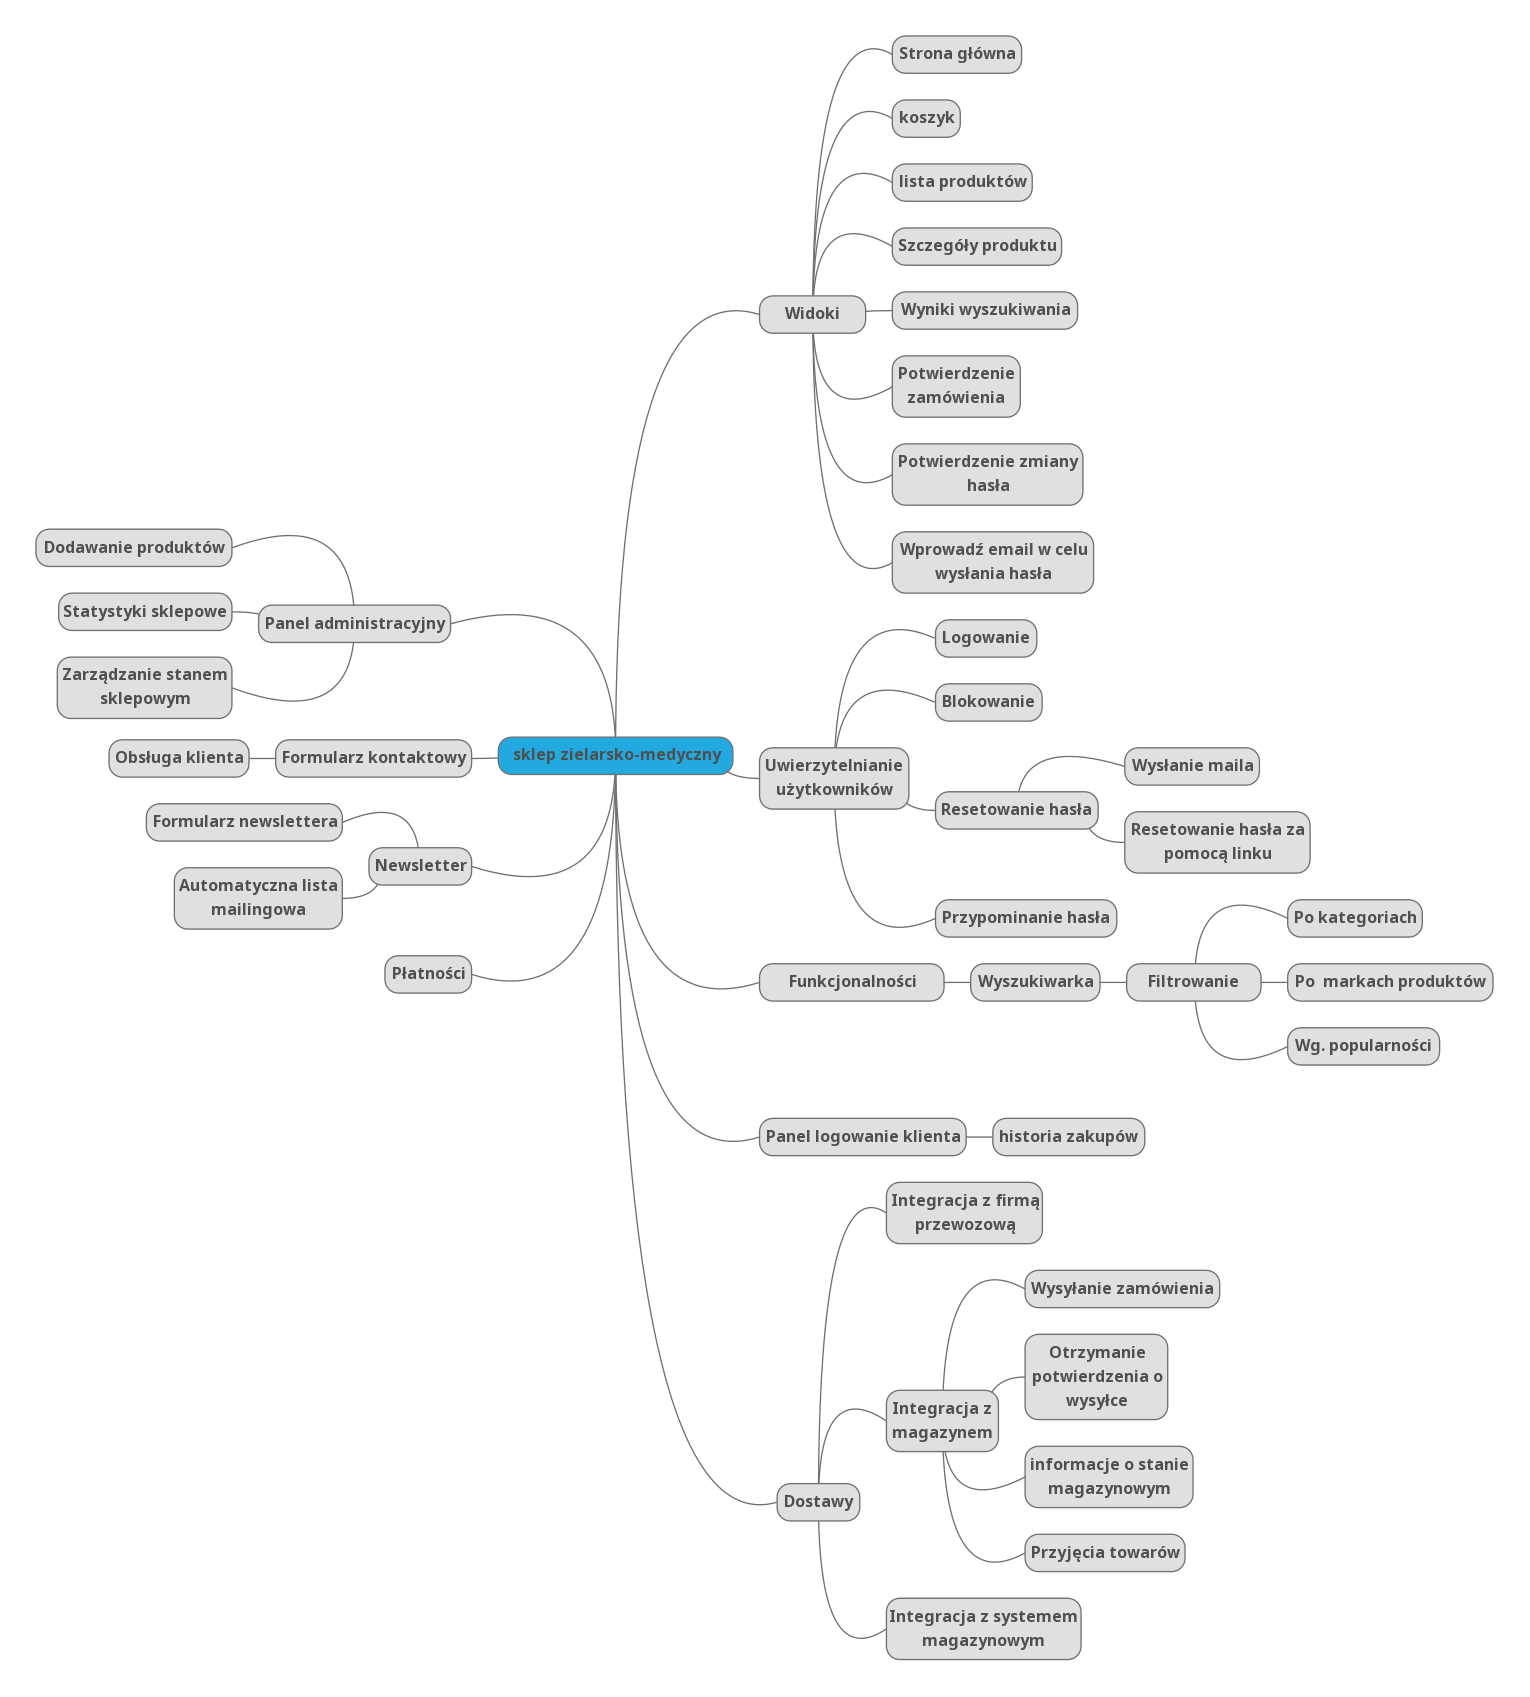 Strona główna
koszyk
lista produktów
Szczegóły produktu
Widoki
Wyniki wyszukiwania
Potwierdzenie
zamówienia
Potwierdzenie zmiany
hasła
Wprowadź email w celu
wysłania hasła
Dodawanie produktów
Statystyki sklepowe
Panel administracyjny
Zarządzanie stanem
sklepowym
Obsługa klienta
Formularz kontaktowy
sklep zielarsko-medyczny
Formularz newslettera
Newsletter
Automatyczna lista
mailingowa
Płatności
Logowanie
Blokowanie
Uwierzytelnianie
użytkowników
Wysłanie maila
Resetowanie hasła
Resetowanie hasła za
pomocą linku
Przypominanie hasła
Po kategoriach
Funkcjonalności
Wyszukiwarka
Filtrowanie
Po  markach produktów
Wg. popularności
Panel logowanie klienta
historia zakupów
Integracja z firmą
przewozową
Wysyłanie zamówienia
Otrzymanie
potwierdzenia o
wysyłce
Integracja z
magazynem
informacje o stanie
magazynowym
Dostawy
Przyjęcia towarów
Integracja z systemem
magazynowym